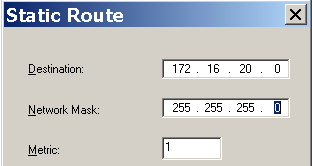 Static Route
Destination: 172 . 16 . 20 . 0
Network Mask: 255 . 255 . 255 . 0
Metric: 1